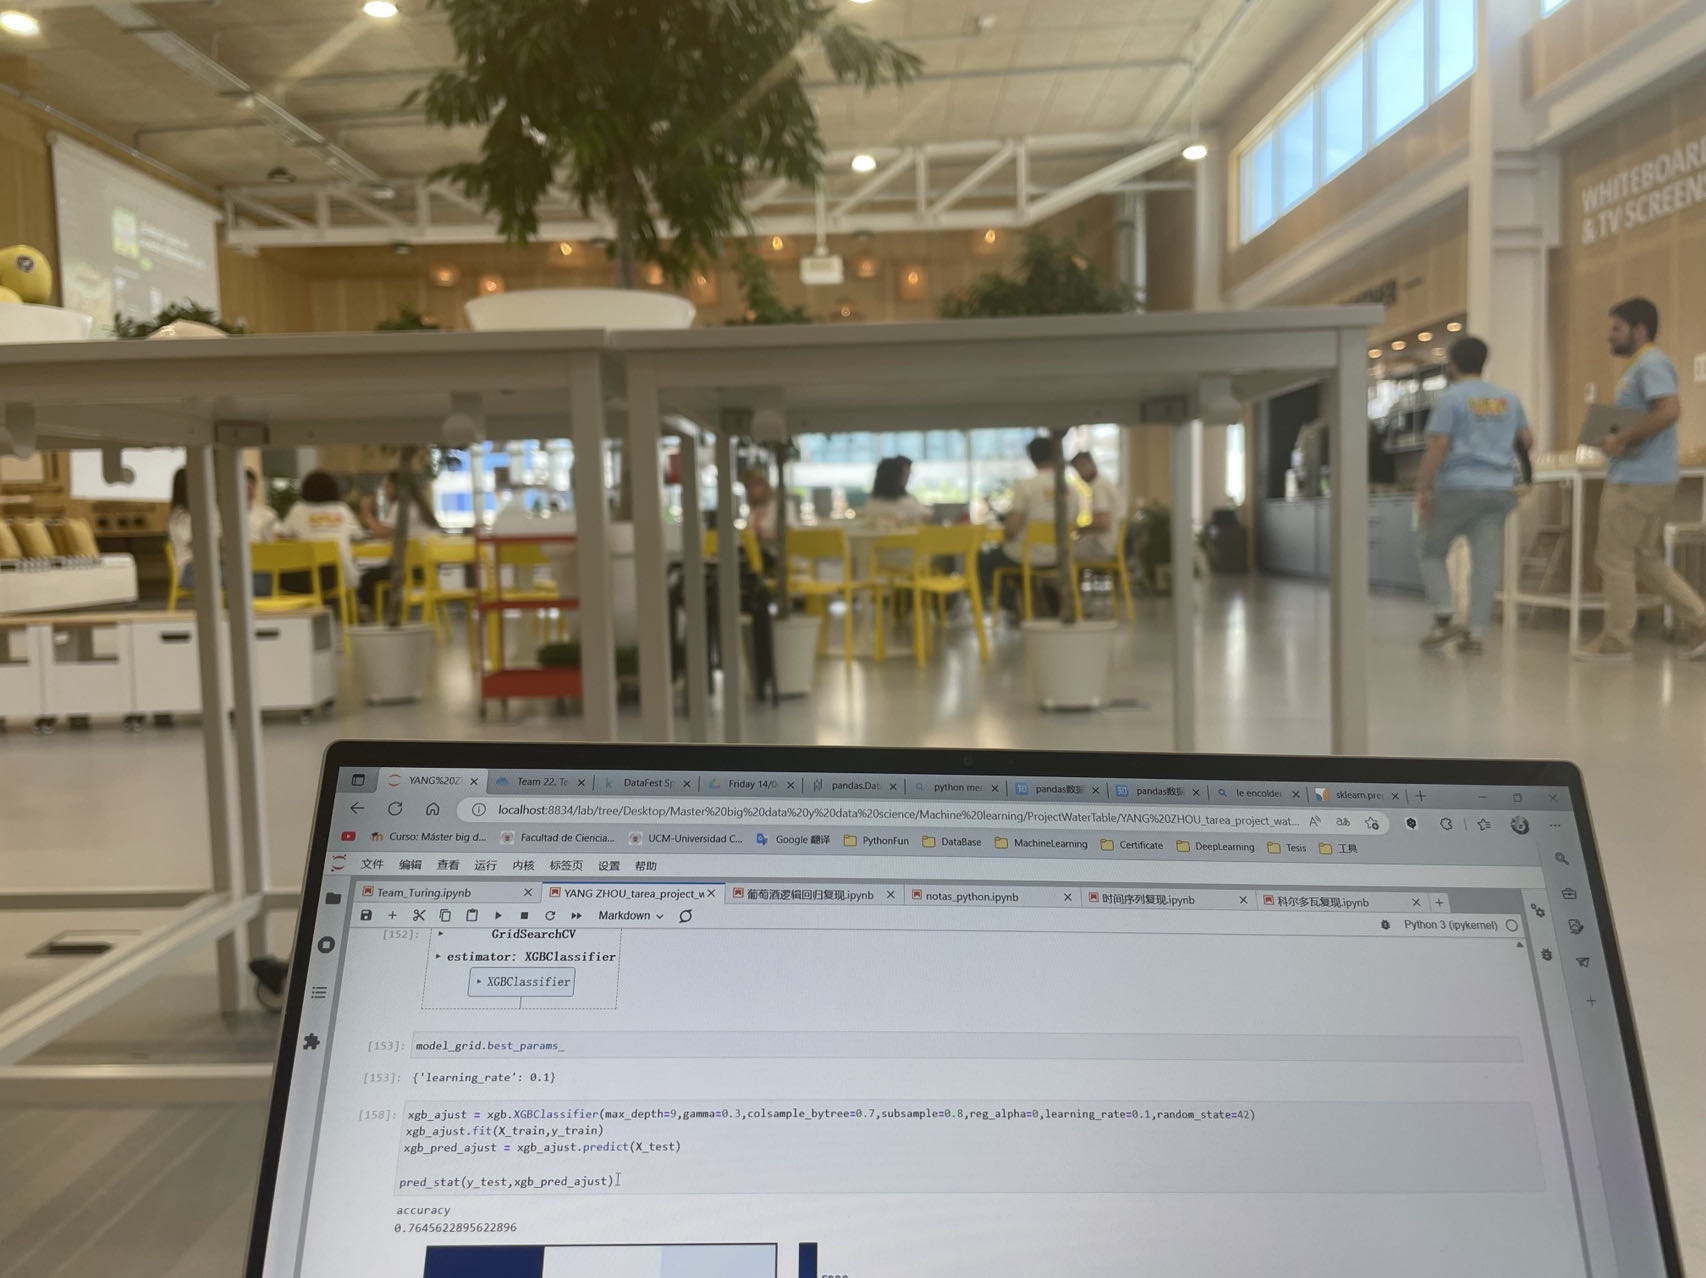 WHITEBOARD
& TV SCREEN
YANG%20Z
Team 22. Te
DataFest Sp
Friday 14/0
pandas.Dat
python mer
pandas数据
pandas数据
le encolder
sklearn.pre
localhost:8834/lab/tree/Desktop/Master%20big%20data%20y%20data%20science/Machine%20learning/ProjectWaterTable/YANG%20ZHOU_tarea_project_wat...
Curso: Máster big d...
Facultad de Ciencia...
UCM-Universidad C...
Google 翻译
PythonFun
DataBase
MachineLearning
Certificate
DeepLearning
Tesis
工具
文件 编辑 查看 运行 内核 标签页 设置 帮助
Team_Turing.ipynb
YANG ZHOU_tarea_project_w
葡萄酒逻辑回归复现.ipynb
notas_python.ipynb
时间序列复现.ipynb
科尔多瓦复现.ipynb
Markdown
Python 3 (ipykernel)
[152]:
GridSearchCV
estimator: XGBClassifier
XGBClassifier
[153]: model_grid.best_params_
[153]: {'learning_rate': 0.1}
[158]: xgb_ajust = xgb.XGBClassifier(max_depth=9,gamma=0.3,colsample_bytree=0.7,subsample=0.8,reg_alpha=0,learning_rate=0.1,random_state=42)
xgb_ajust.fit(X_train,y_train)
xgb_pred_ajust = xgb_ajust.predict(X_test)
pred_stat(y_test,xgb_pred_ajust)
accuracy
0.7645622895622896